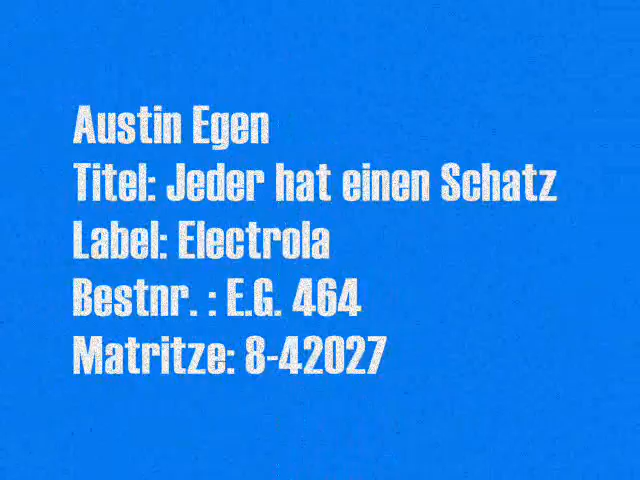 Austin Egen
Titel: Jeder hat einen Schatz
Label: Electrola
Bestnr. : E.G. 464
Matritze: 8-42027